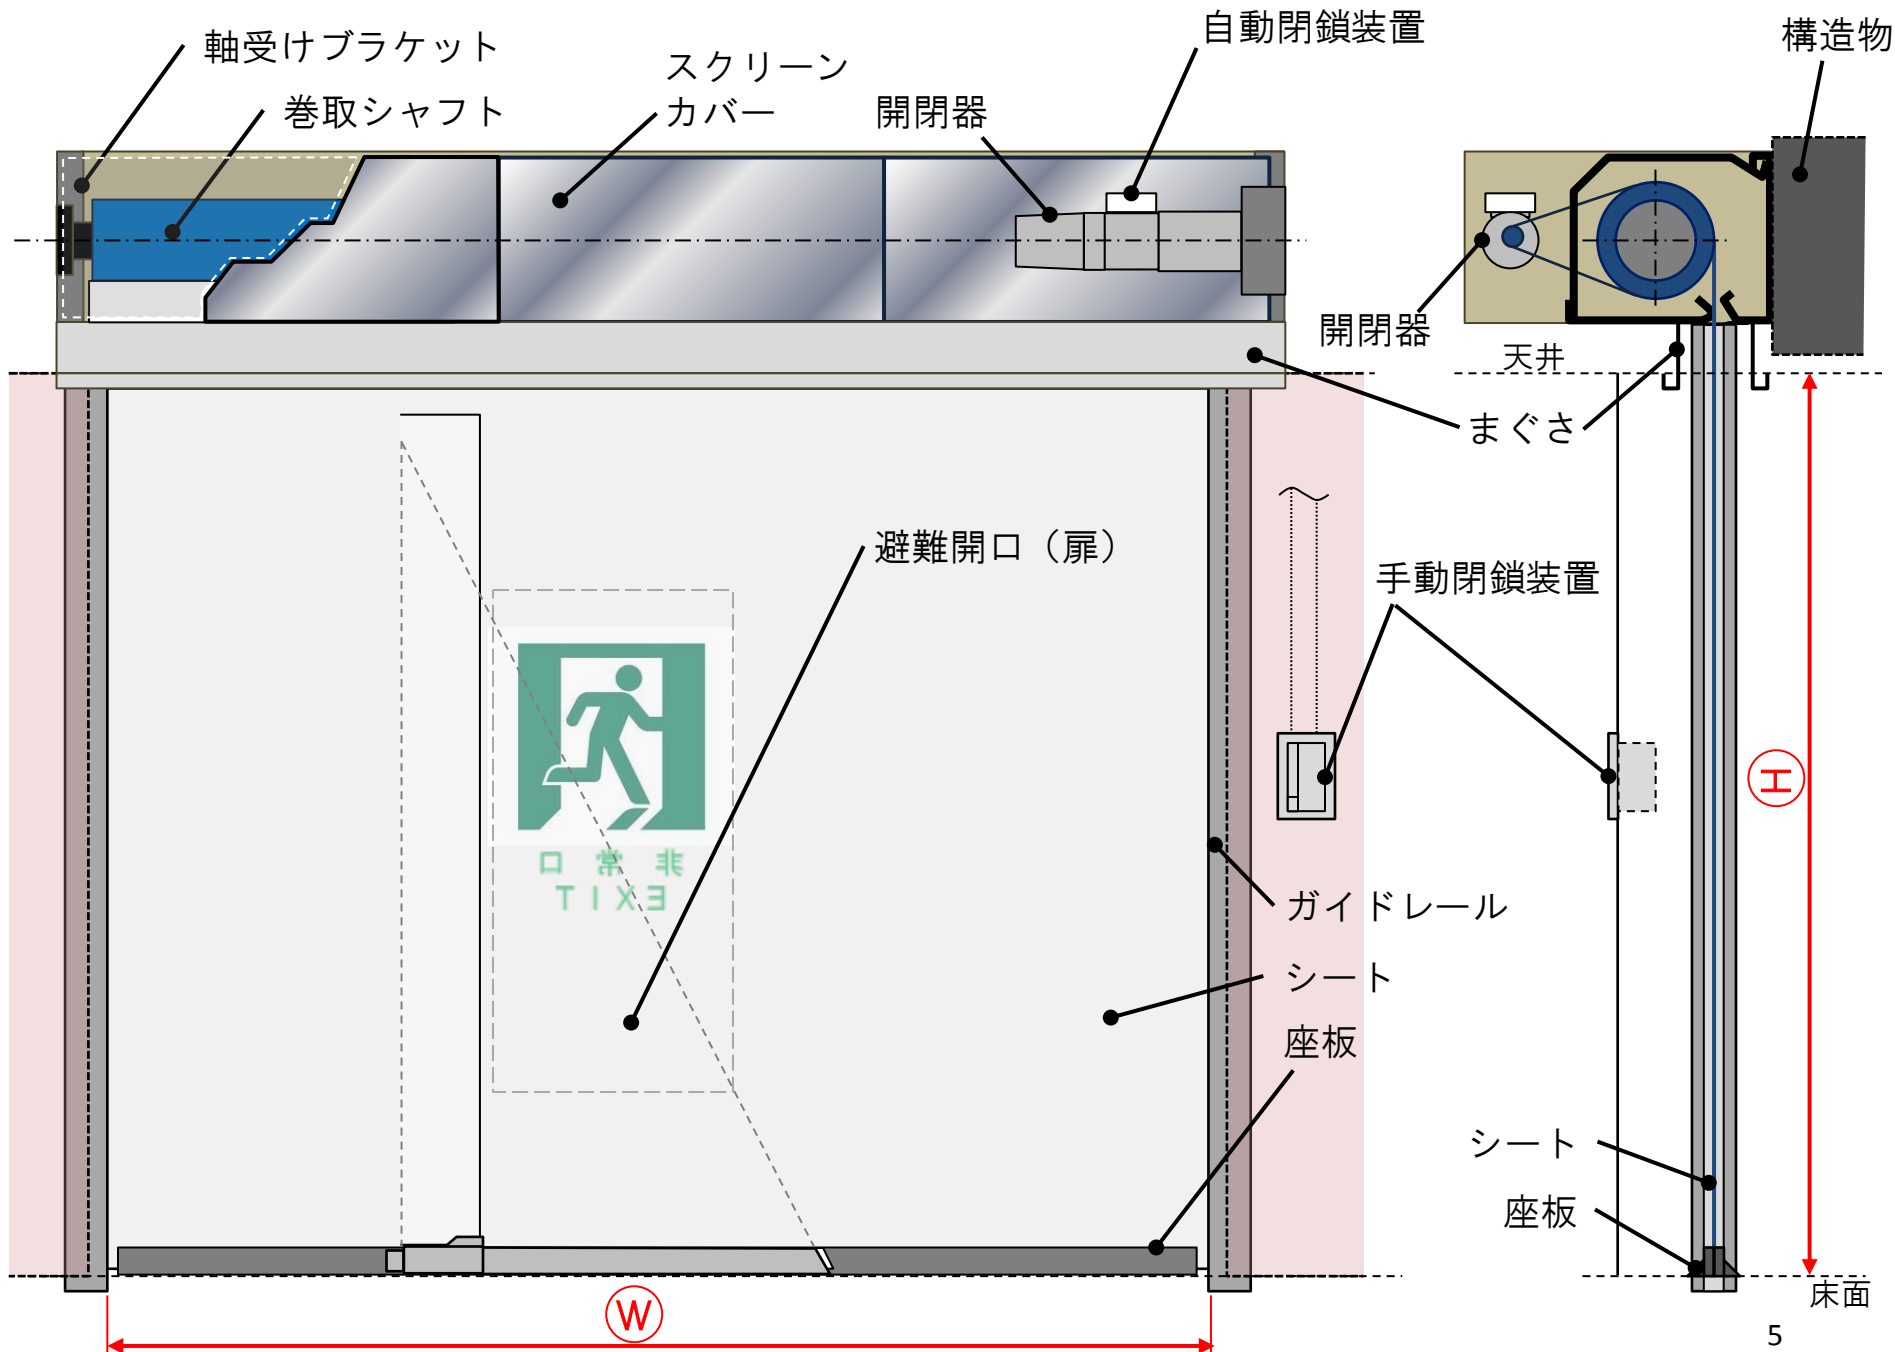 自動閉鎖装置
構造物
軸受けブラケット
スクリーン
カバー
巻取シャフト
開閉器
開閉器
天井
まぐさ
避難開口（扉）
手動閉鎖装置
H
非常口
EXIT
ガイドレール
シート
座板
シート
座板
床面
W
5